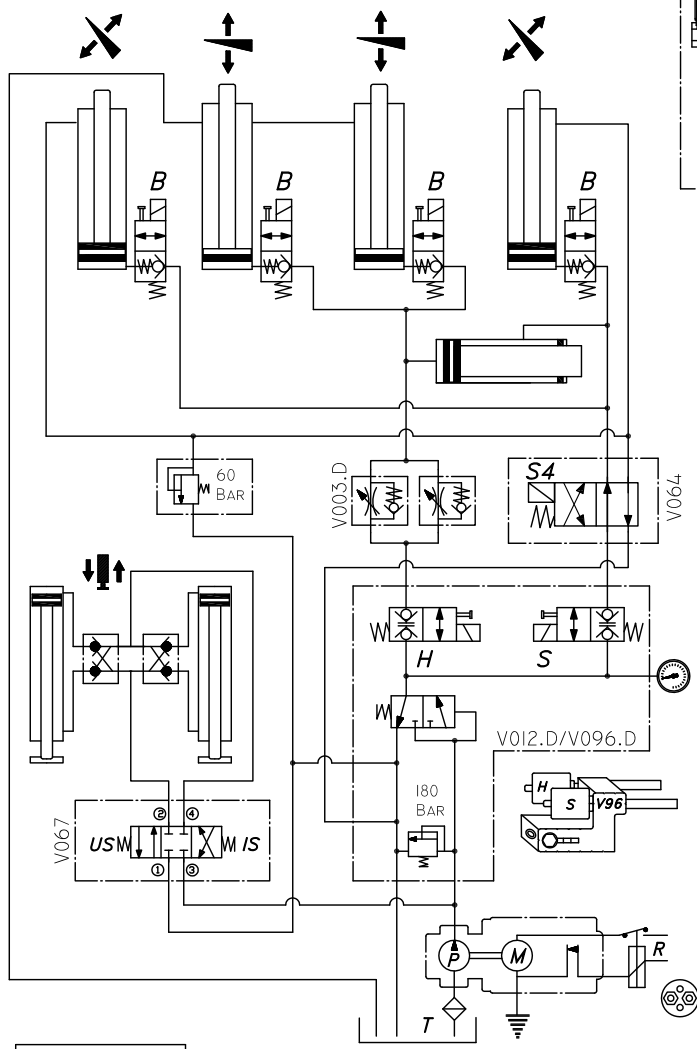 B B B B
60
BAR
V003.D
S4
V064
H
S
V012.D/V096.D
180
BAR
H
S
V96
V067
US
② ④
① ③
IS
P
M
R
T